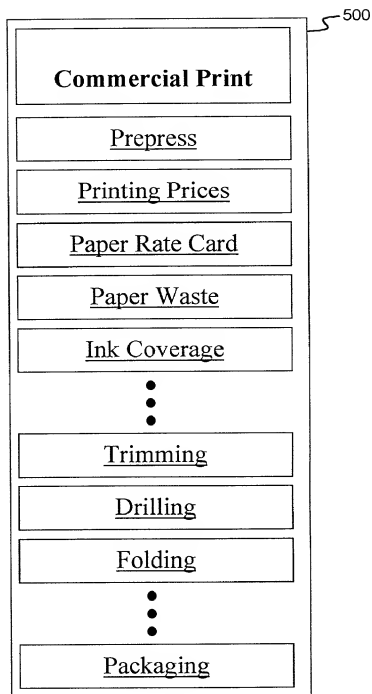 500
Commercial Print
Prepress
Printing Prices
Paper Rate Card
Paper Waste
Ink Coverage
Trimming
Drilling
Folding
Packaging